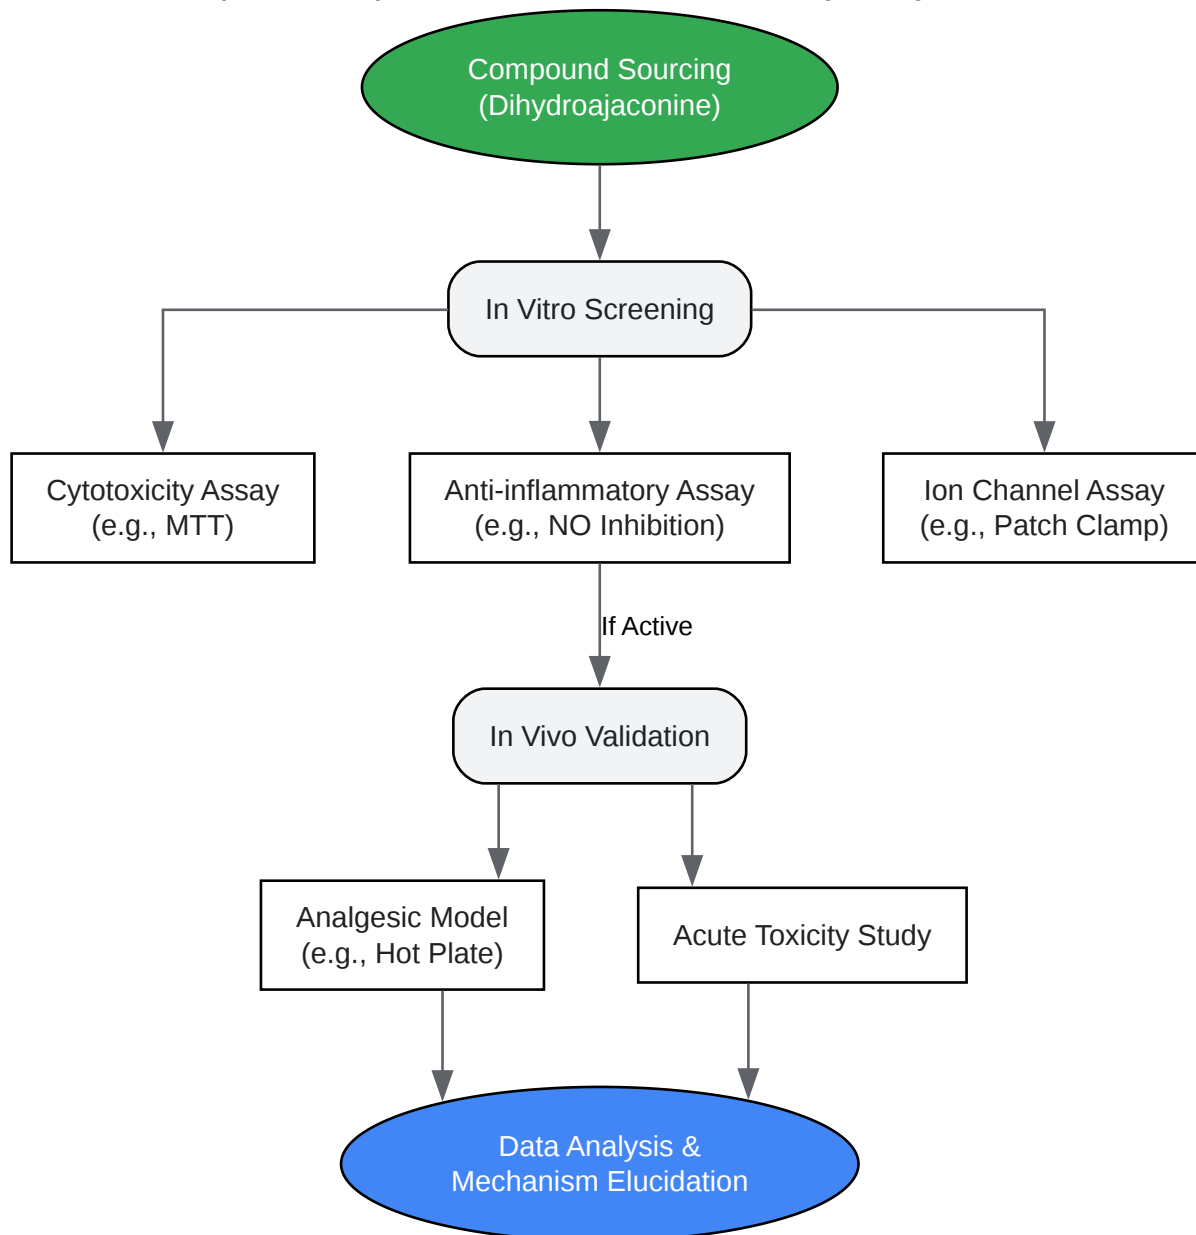 Compound Sourcing
(Dihydroajaconine)
In Vitro Screening
Cytotoxicity Assay
(e.g., MTT)
Anti-inflammatory Assay
(e.g., NO Inhibition)
Ion Channel Assay
(e.g., Patch Clamp)
If Active
In Vivo Validation
Analgesic Model
(e.g., Hot Plate)
Acute Toxicity Study
Data Analysis &
Mechanism Elucidation